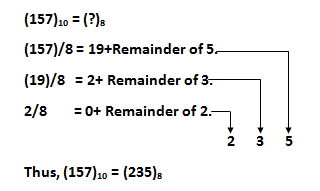 (157)₁₀ = (?)₈
(157)/8 = 19+Remainder of 5.
(19)/8 = 2+ Remainder of 3.
2/8 = 0+ Remainder of 2.
2 3 5
Thus, (157)₁₀ = (235)₈